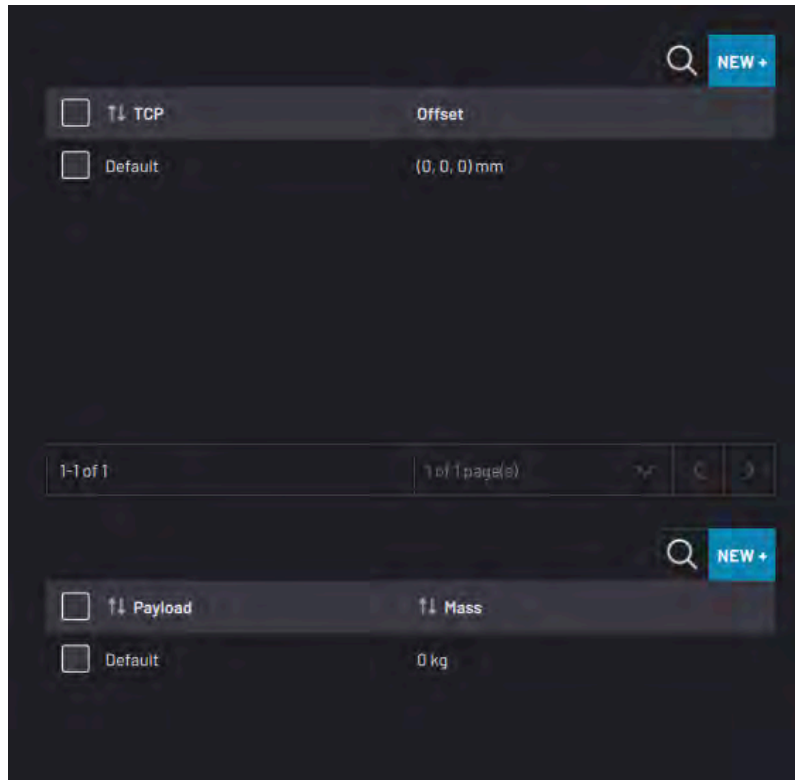 NEW +
↑↓ TCP Offset
Default (0, 0, 0) mm
1-1 of 1 1 of 1 page(s)
NEW +
↑↓ Payload ↑↓ Mass
Default 0 kg